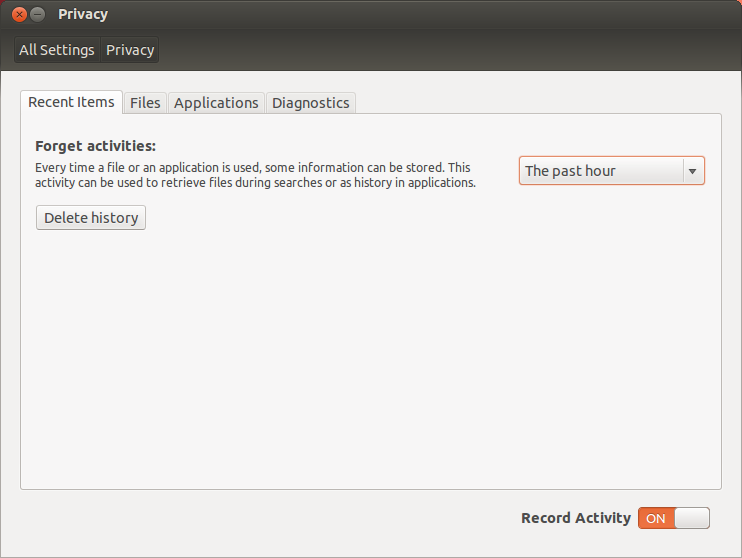 Privacy
All Settings Privacy
Recent Items Files Applications Diagnostics
Forget activities:
Every time a file or an application is used, some information can be stored. This
activity can be used to retrieve files during searches or as history in applications.
The past hour
Delete history
Record Activity ON